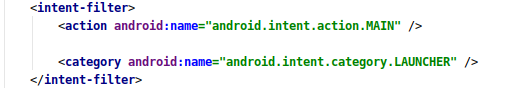 <intent-filter>
<action android:name="android.intent.action.MAIN" />
<category android:name="android.intent.category.LAUNCHER" />
</intent-filter>